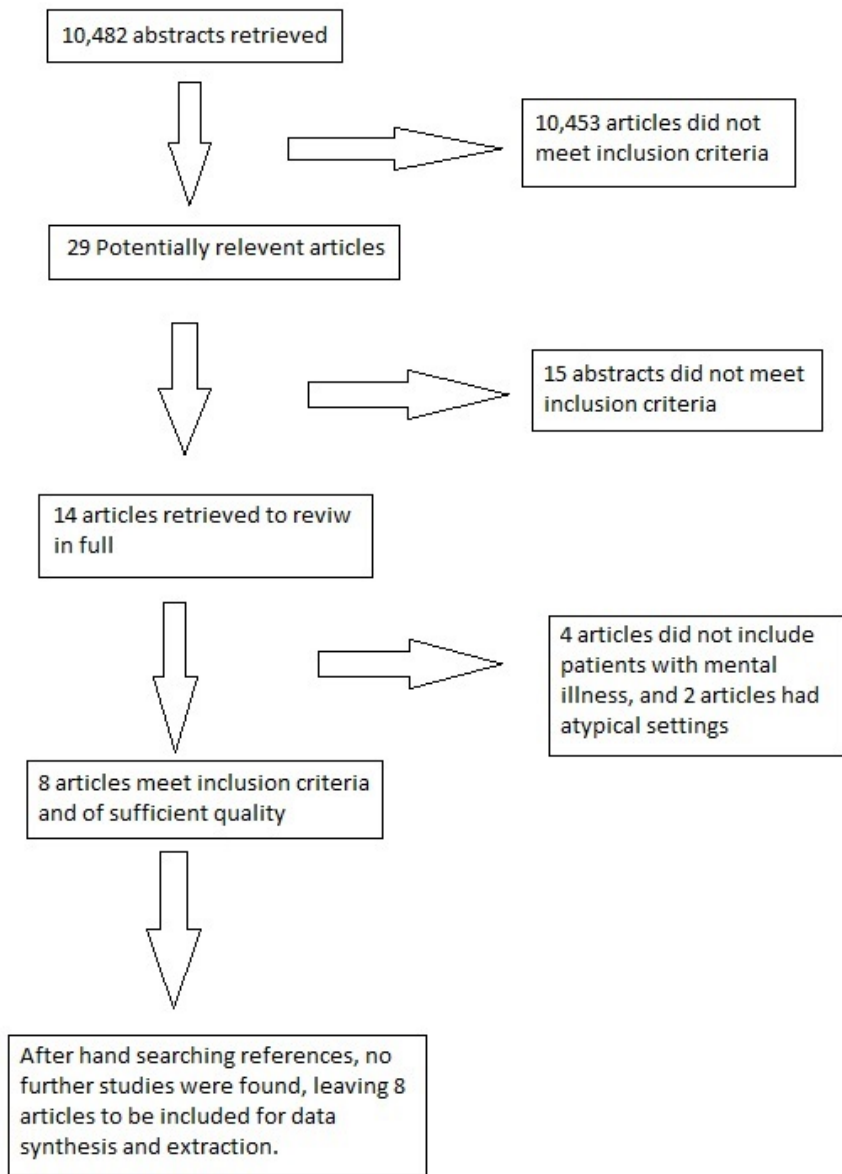 10,482 abstracts retrieved
10,453 articles did not
meet inclusion criteria
29 Potentially relevent articles
15 abstracts did not meet
inclusion criteria
14 articles retrieved to reviw
in full
4 articles did not include
patients with mental
illness, and 2 articles had
atypical settings
8 articles meet inclusion criteria
and of sufficient quality
After hand searching references, no
further studies were found, leaving 8
articles to be included for data
synthesis and extraction.